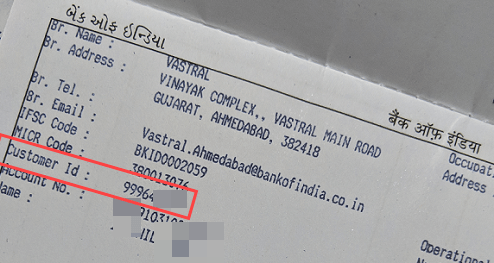 બેંક ઓફ ઇન્ડિયા
बैंक ऑफ़ इंडिया
Br. Name : VASTRAL
Br. Address : VINAYAK COMPLEX,, VASTRAL MAIN ROAD
GUJARAT, AHMEDABAD, 382418
Br. Tel. :
Br. Email : Vastral.Ahmedabad@bankofindia.co.in
IFSC Code : BKID0002059
MICR Code : 380013076
Customer Id : 99964
Account No. :
Name :
Address